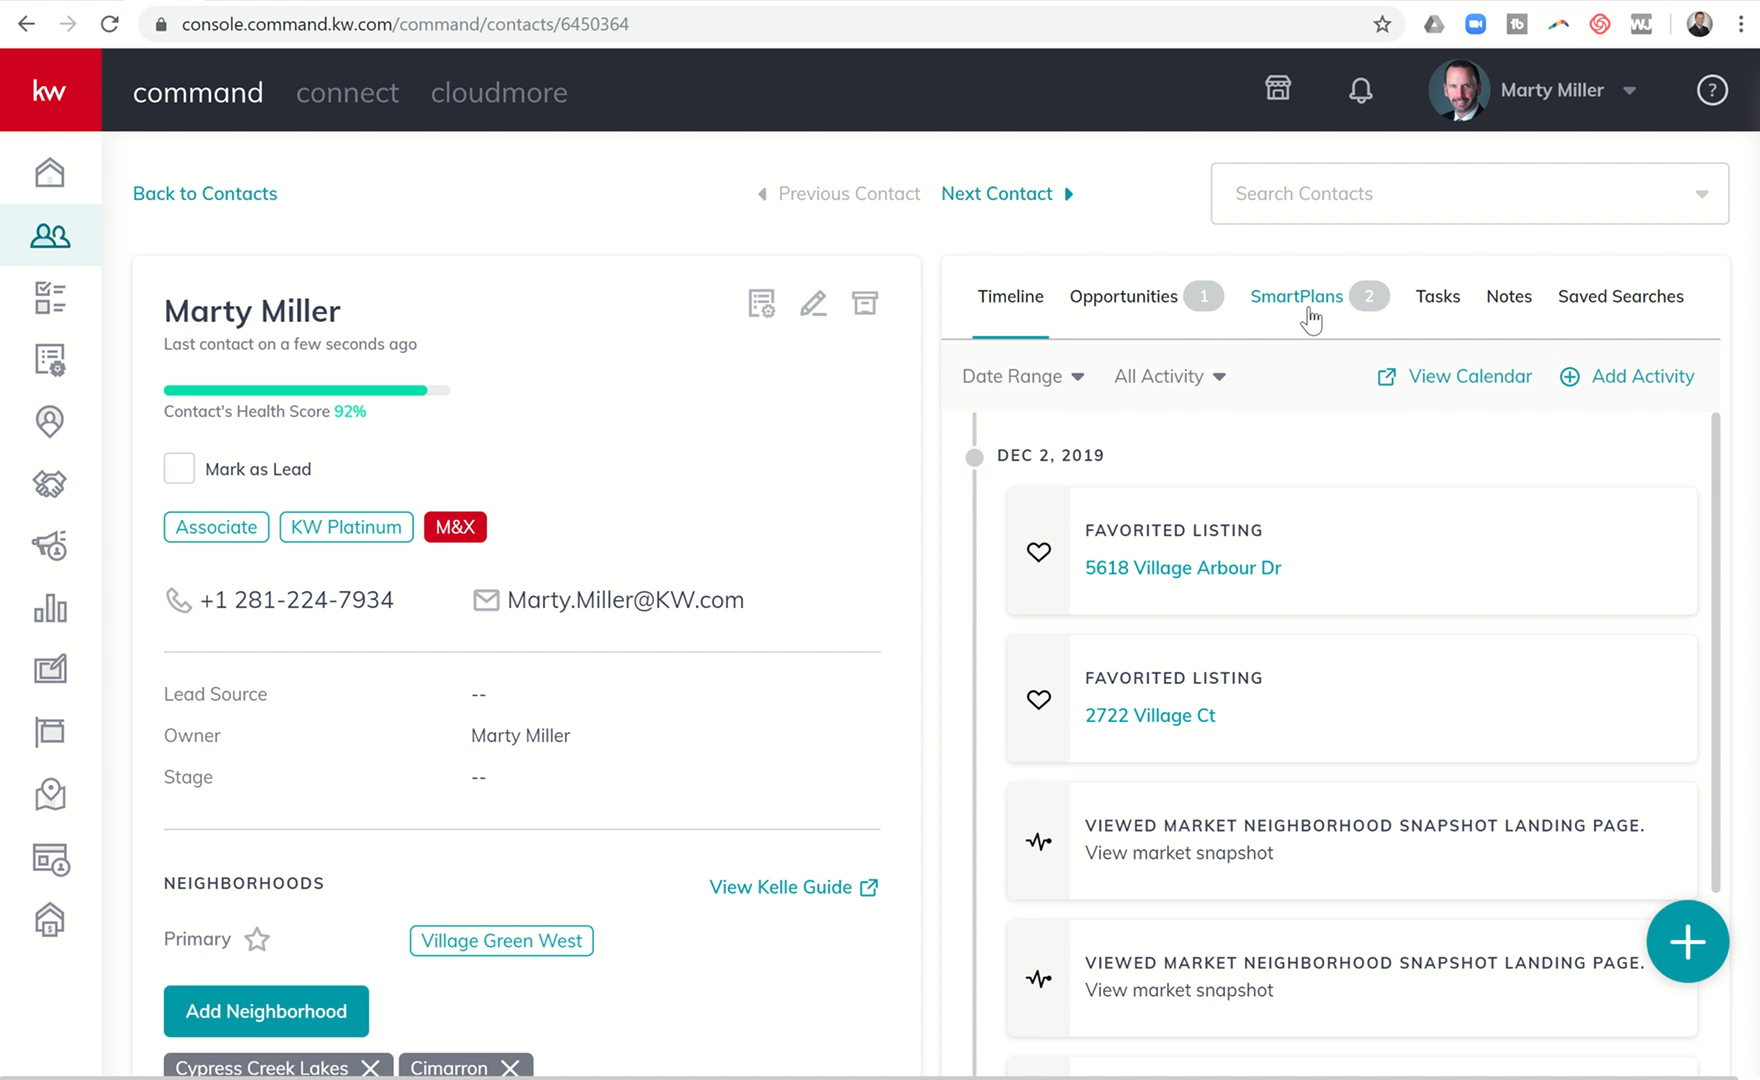 console.command.kw.com/command/contacts/6450364
kw
command connect cloudmore
Marty Miller
?
Back to Contacts
Previous Contact
Next Contact
Search Contacts
Marty Miller
Last contact on a few seconds ago
Contact's Health Score 92%
Mark as Lead
Associate
KW Platinum
M&X
+1 281-224-7934
Marty.Miller@KW.com
Lead Source --
Owner Marty Miller
Stage --
NEIGHBORHOODS
View Kelle Guide
Primary
Village Green West
Add Neighborhood
Cypress Creek Lakes
Cimarron
Timeline
Opportunities 1
SmartPlans 2
Tasks
Notes
Saved Searches
Date Range
All Activity
View Calendar
Add Activity
DEC 2, 2019
FAVORITED LISTING
5618 Village Arbour Dr
FAVORITED LISTING
2722 Village Ct
VIEWED MARKET NEIGHBORHOOD SNAPSHOT LANDING PAGE.
View market snapshot
VIEWED MARKET NEIGHBORHOOD SNAPSHOT LANDING PAGE.
View market snapshot